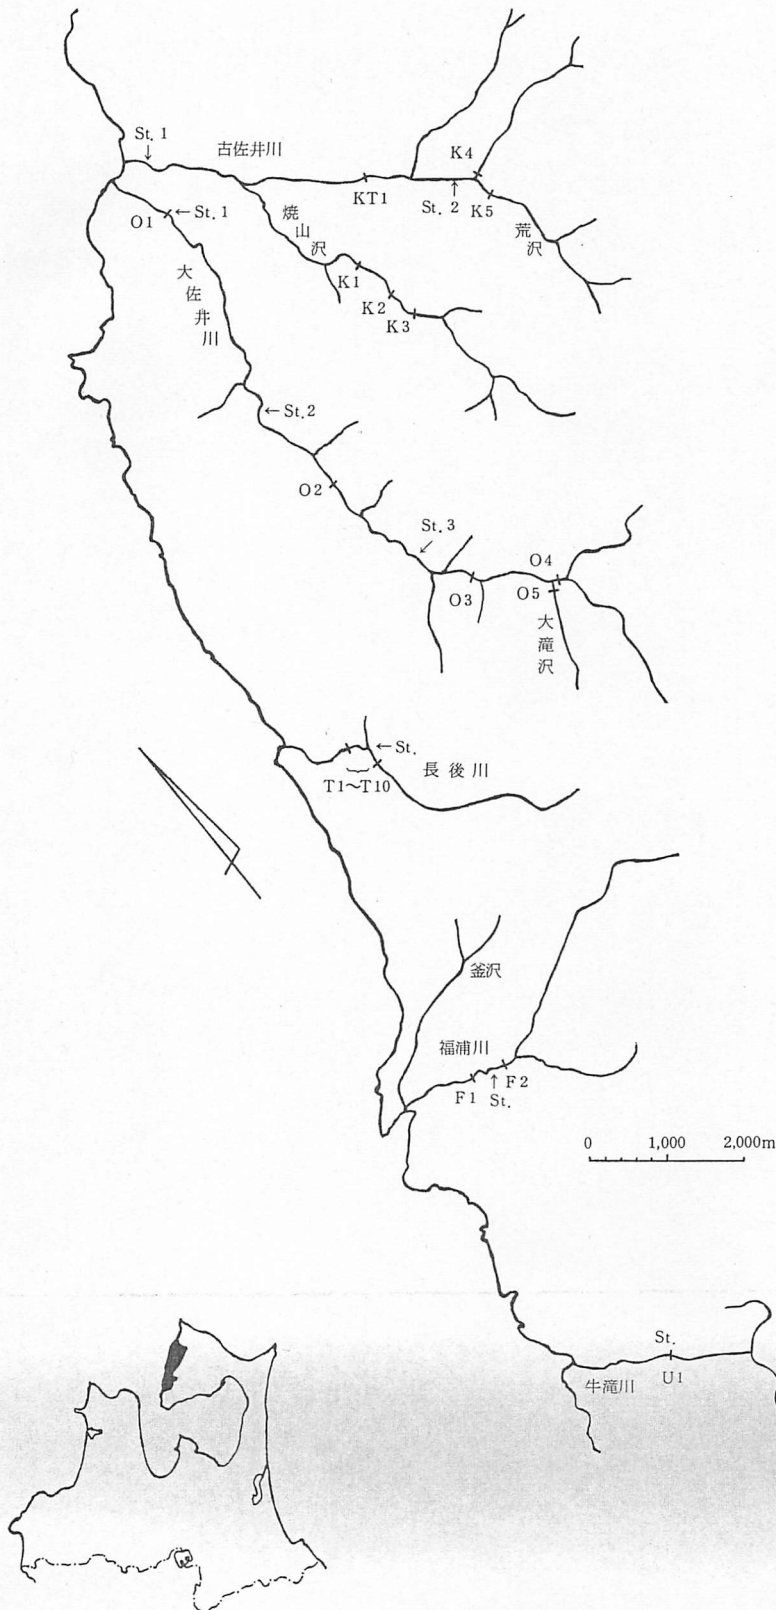 St. 1
古佐井川
K4
KT1
St. 2
K5
荒沢
O1
←St. 1
焼山沢
K1
K2
K3
大佐井川
←St.2
O2
St. 3
O3
O4
O5
大滝沢
←St.
長後川
T1～T10
釜沢
福浦川
F1
St.
F2
0 1,000 2,000m
St.
牛滝川
U1